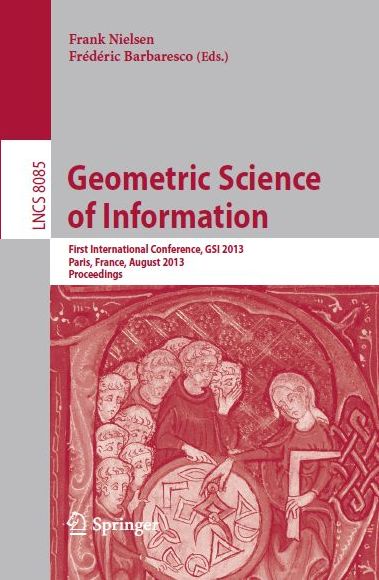 Frank Nielsen
Frédéric Barbaresco (Eds.)
LNCS 8085
Geometric Science
of Information
First International Conference, GSI 2013
Paris, France, August 2013
Proceedings
Springer